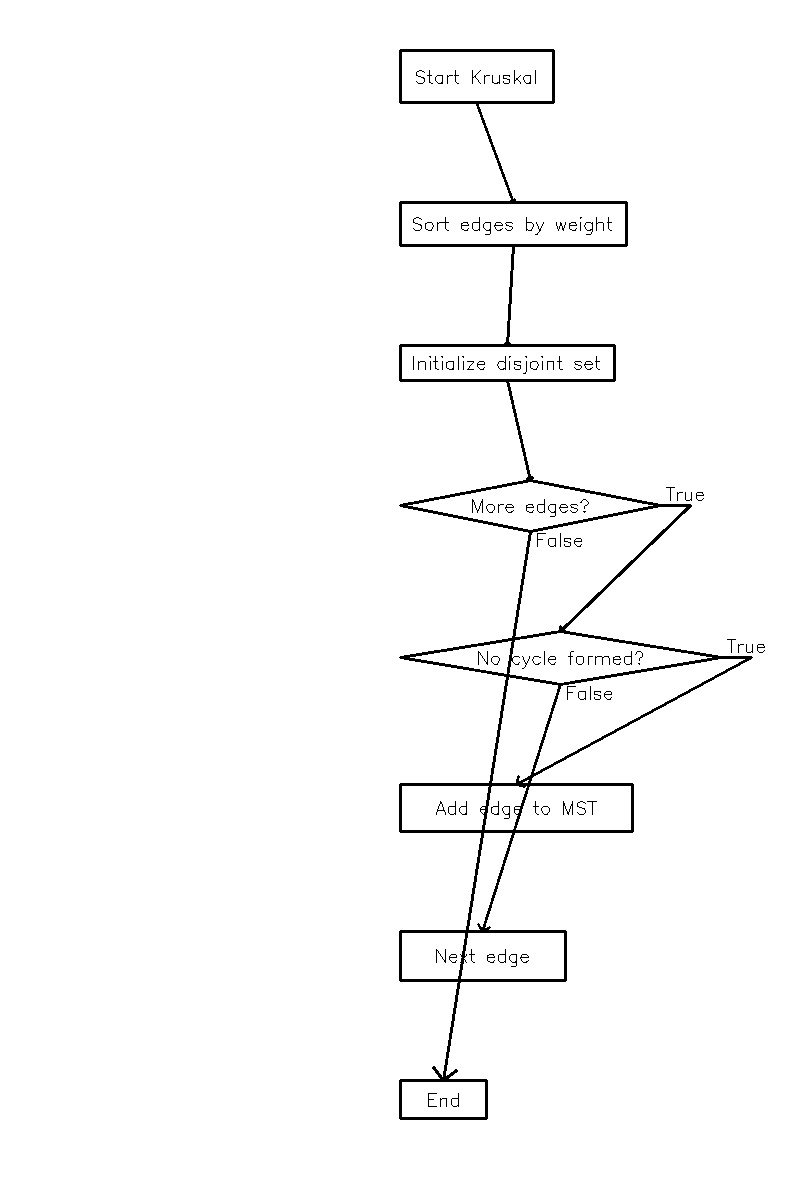 Start Kruskal
Sort edges by weight
Initialize disjoint set
True
More edges?
False
True
No cycle formed?
False
Add edge to MST
Next edge
End